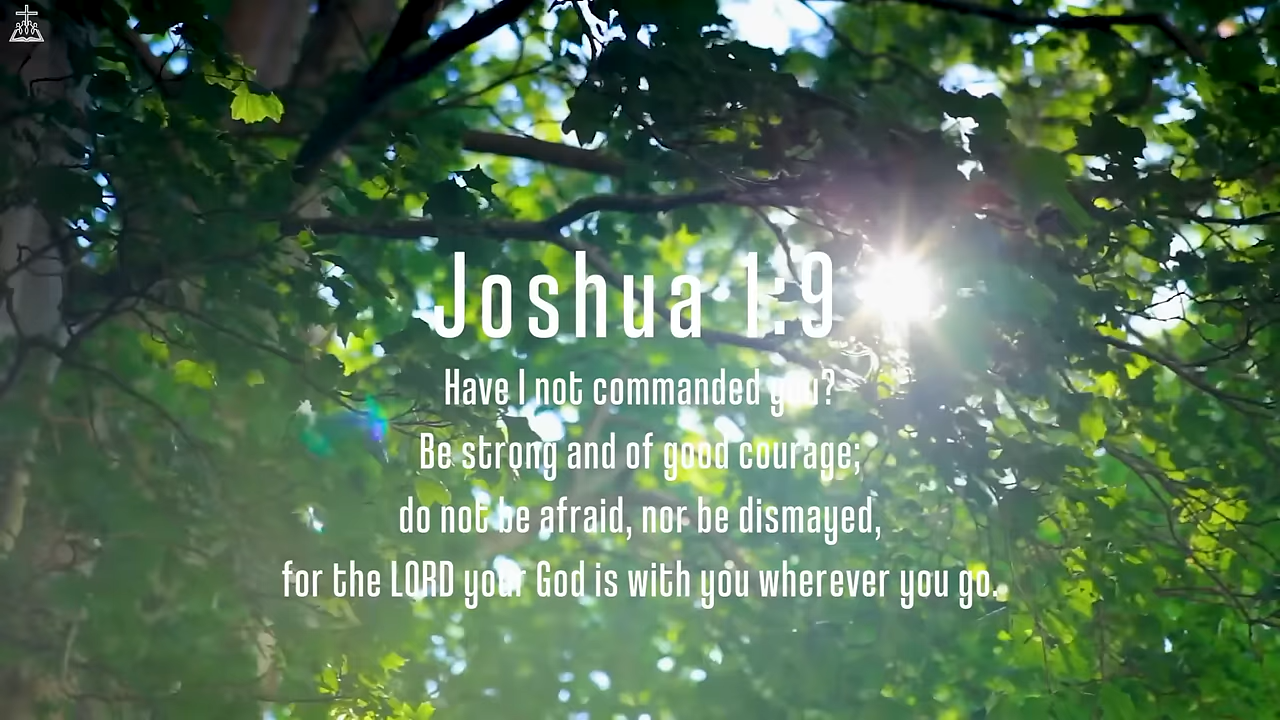 Joshua 1:9
Have I not commanded you?
Be strong and of good courage;
do not be afraid, nor be dismayed,
for the LORD your God is with you wherever you go.